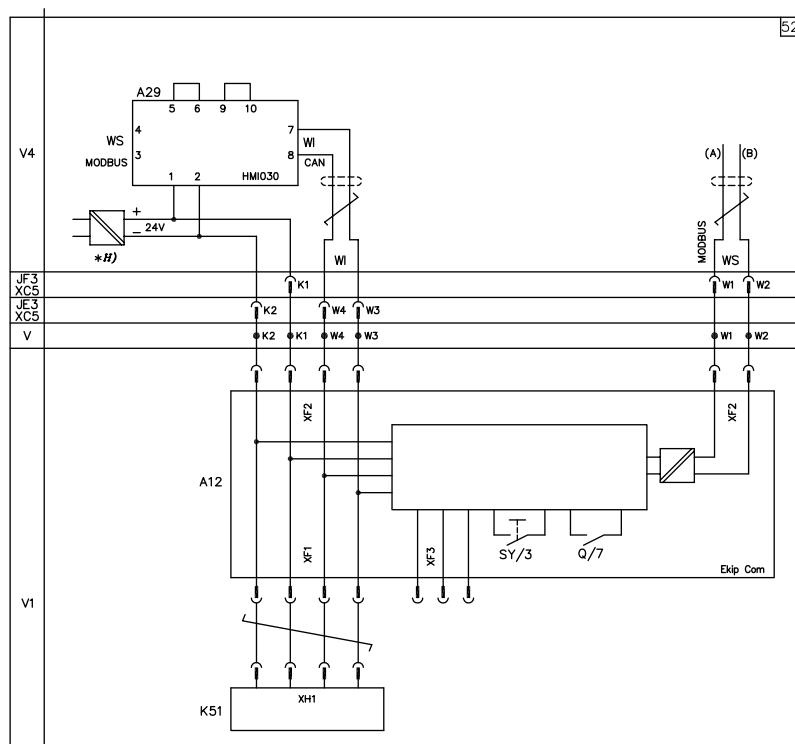 52
A29
5 6 9 10
4
WS
3
MODBUS
7
WI
8
CAN
1 2
HMI030
V4
+
24V
–
*H)
WI
(A) (B)
MODBUS
WS
JF3
XC5
K1
W1 W2
JE3
XC5
K2 W4 W3
V
K2 K1 W4 W3
W1 W2
XF2
XF2
A12
XF1
XF3
SY/3
Q/7
Ekip Com
V1
XH1
K51